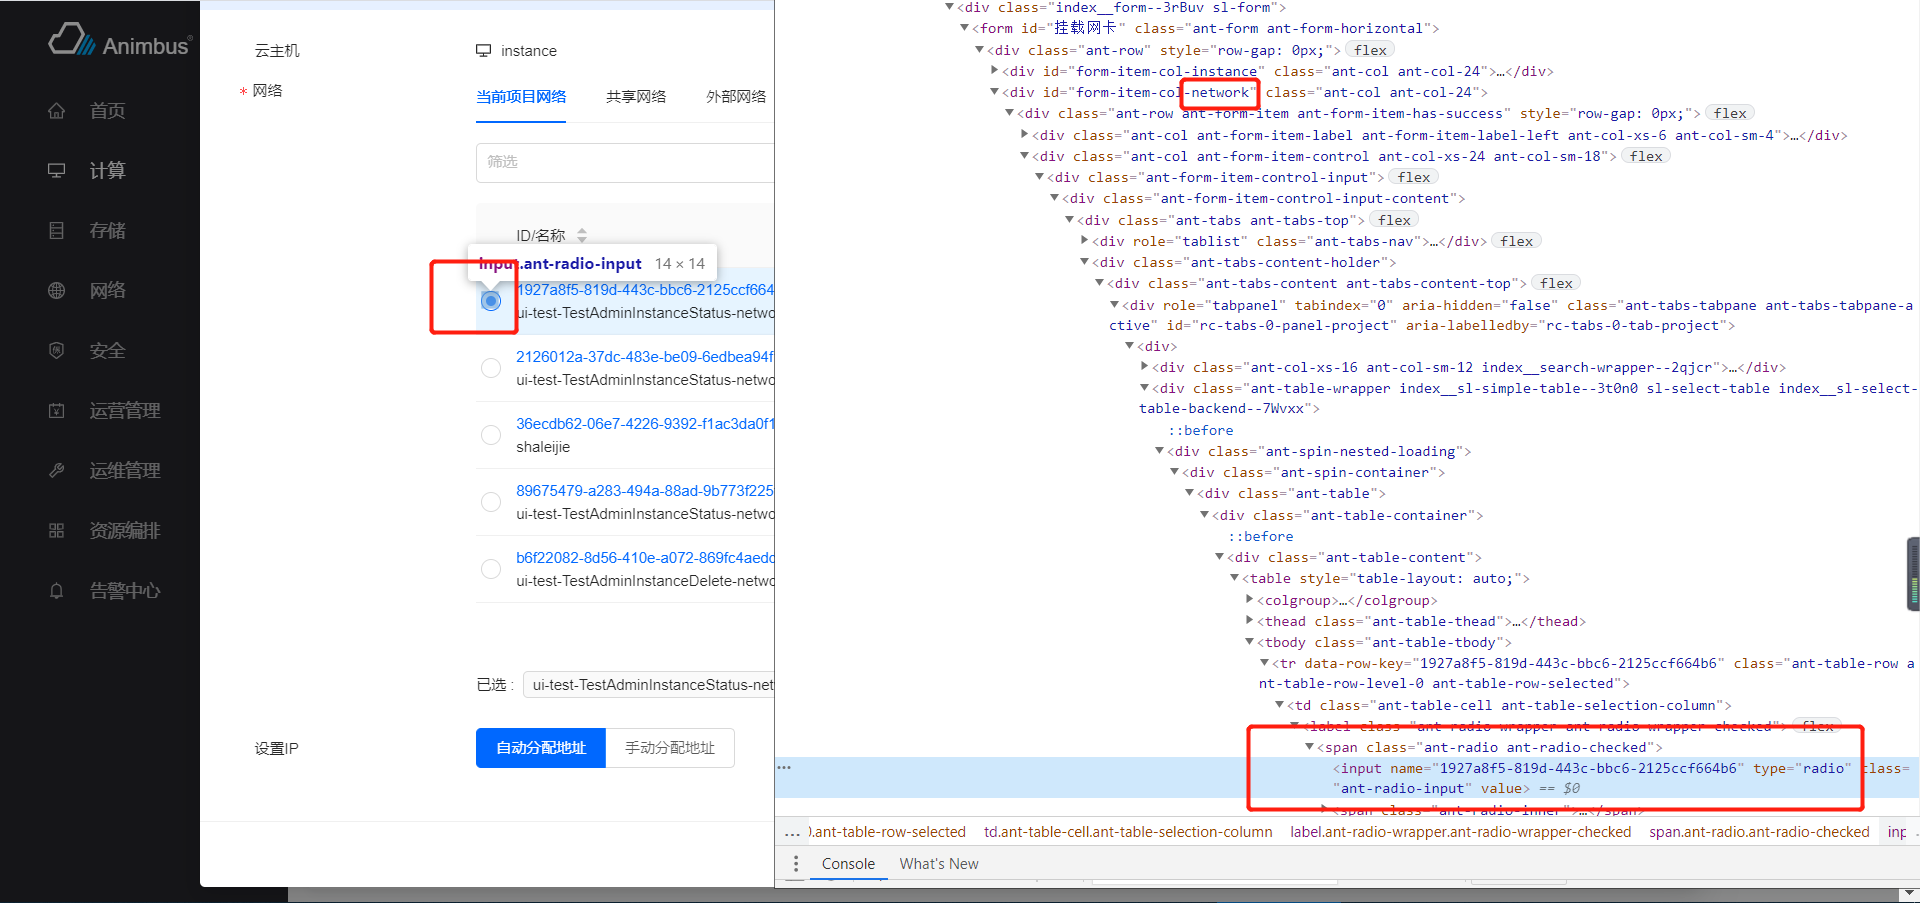 Animbus®
首页
计算
存储
网络
安全
运营管理
运维管理
资源编排
告警中心
云主机
instance
* 网络
当前项目网络
共享网络
外部网络
筛选
ID/名称
input.ant-radio-input 14 × 14
1927a8f5-819d-443c-bbc6-2125ccf664
ui-test-TestAdminInstanceStatus-netwo
2126012a-37dc-483e-be09-6edbea94f
ui-test-TestAdminInstanceStatus-netwo
36ecdb62-06e7-4226-9392-f1ac3da0f1
shaleijie
89675479-a283-494a-88ad-9b773f225
ui-test-TestAdminInstanceStatus-netwo
b6f22082-8d56-410e-a072-869fc4aedc
ui-test-TestAdminInstanceDelete-netwo
已选 :
ui-test-TestAdminInstanceStatus-net
设置IP
自动分配地址
手动分配地址
<div class="index__form--3rBuv sl-form">
<form id="挂载网卡" class="ant-form ant-form-horizontal">
<div class="ant-row" style="row-gap: 0px;"> flex
<div id="form-item-col-instance" class="ant-col ant-col-24">…</div>
<div id="form-item-col-network" class="ant-col ant-col-24">
<div class="ant-row ant-form-item ant-form-item-has-success" style="row-gap: 0px;"> flex
<div class="ant-col ant-form-item-label ant-form-item-label-left ant-col-xs-6 ant-col-sm-4">…</div>
<div class="ant-col ant-form-item-control ant-col-xs-24 ant-col-sm-18"> flex
<div class="ant-form-item-control-input"> flex
<div class="ant-form-item-control-input-content">
<div class="ant-tabs ant-tabs-top"> flex
<div role="tablist" class="ant-tabs-nav">…</div> flex
<div class="ant-tabs-content-holder">
<div class="ant-tabs-content ant-tabs-content-top"> flex
<div role="tabpanel" tabindex="0" aria-hidden="false" class="ant-tabs-tabpane ant-tabs-tabpane-a
ctive" id="rc-tabs-0-panel-project" aria-labelledby="rc-tabs-0-tab-project">
<div>
<div class="ant-col-xs-16 ant-col-sm-12 index__search-wrapper--2qjcr">…</div>
<div class="ant-table-wrapper index__sl-simple-table--3t0n0 sl-select-table index__sl-select-
table-backend--7Wvxx">
::before
<div class="ant-spin-nested-loading">
<div class="ant-spin-container">
<div class="ant-table">
<div class="ant-table-container">
::before
<div class="ant-table-content">
<table style="table-layout: auto;">
<colgroup>…</colgroup>
<thead class="ant-table-thead">…</thead>
<tbody class="ant-table-tbody">
<tr data-row-key="1927a8f5-819d-443c-bbc6-2125ccf664b6" class="ant-table-row a
nt-table-row-level-0 ant-table-row-selected">
<td class="ant-table-cell ant-table-selection-column">
<label class="ant-radio-wrapper ant-radio-wrapper-checked"> flex
<span class="ant-radio ant-radio-checked">
<input name="1927a8f5-819d-443c-bbc6-2125ccf664b6" type="radio" class=
"ant-radio-input" value> == $0
<span class="ant-radio-inner">…</span>
... ).ant-table-row-selected td.ant-table-cell.ant-table-selection-column label.ant-radio-wrapper.ant-radio-wrapper-checked span.ant-radio.ant-radio-checked inp
Console What's New